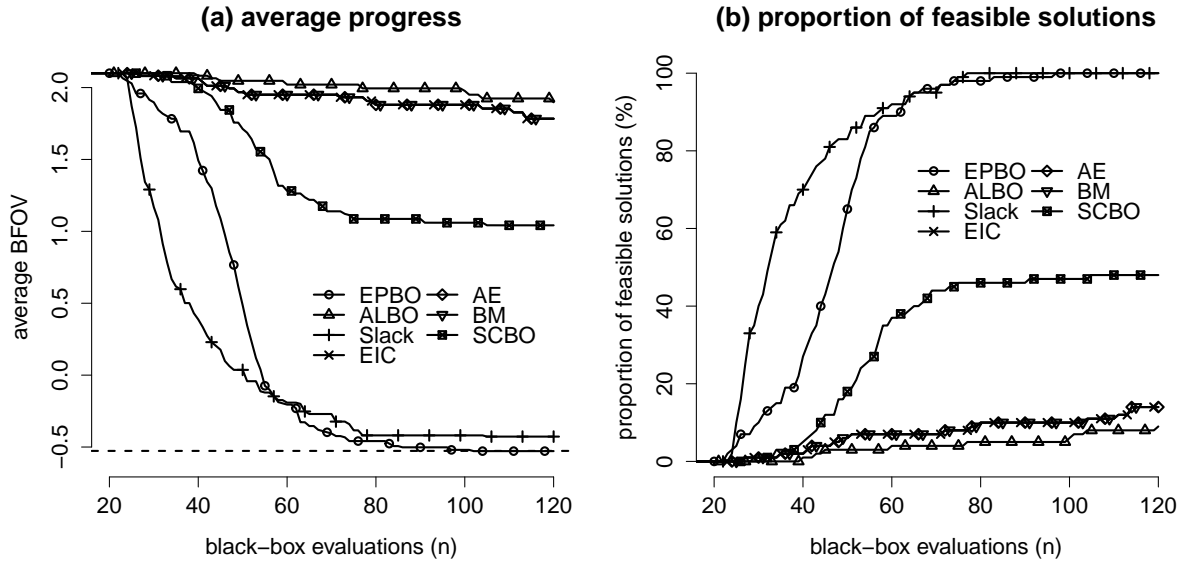 (a) average progress
average BFOV
2.0
1.5
1.0
0.5
0.0
−0.5
EPBO
ALBO
Slack
EIC
AE
BM
SCBO
20 40 60 80 100 120
black−box evaluations (n)
(b) proportion of feasible solutions
proportion of feasible solutions (%)
100
80
60
40
20
0
EPBO
ALBO
Slack
EIC
AE
BM
SCBO
20 40 60 80 100 120
black−box evaluations (n)